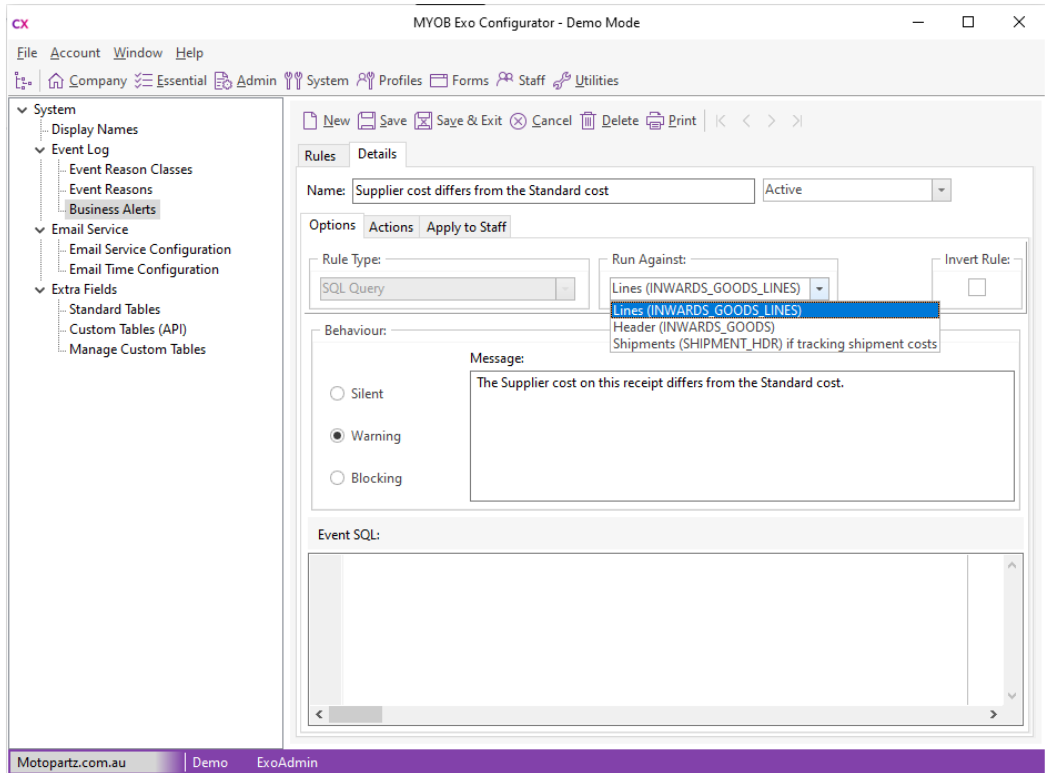 CX MYOB Exo Configurator - Demo Mode
File Account Window Help
Company Essential Admin System Profiles Forms Staff Utilities
System
Display Names
Event Log
Event Reason Classes
Event Reasons
Business Alerts
Email Service
Email Service Configuration
Email Time Configuration
Extra Fields
Standard Tables
Custom Tables (API)
Manage Custom Tables
New Save Save & Exit Cancel Delete Print
Rules Details
Name: Supplier cost differs from the Standard cost Active
Options Actions Apply to Staff
Rule Type: Run Against: Invert Rule:
SQL Query Lines (INWARDS_GOODS_LINES)
Lines (INWARDS_GOODS_LINES)
Header (INWARDS_GOODS)
Shipments (SHIPMENT_HDR) if tracking shipment costs
Behaviour:
Message:
The Supplier cost on this receipt differs from the Standard cost.
Silent
Warning
Blocking
Event SQL:
Motopartz.com.au Demo ExoAdmin